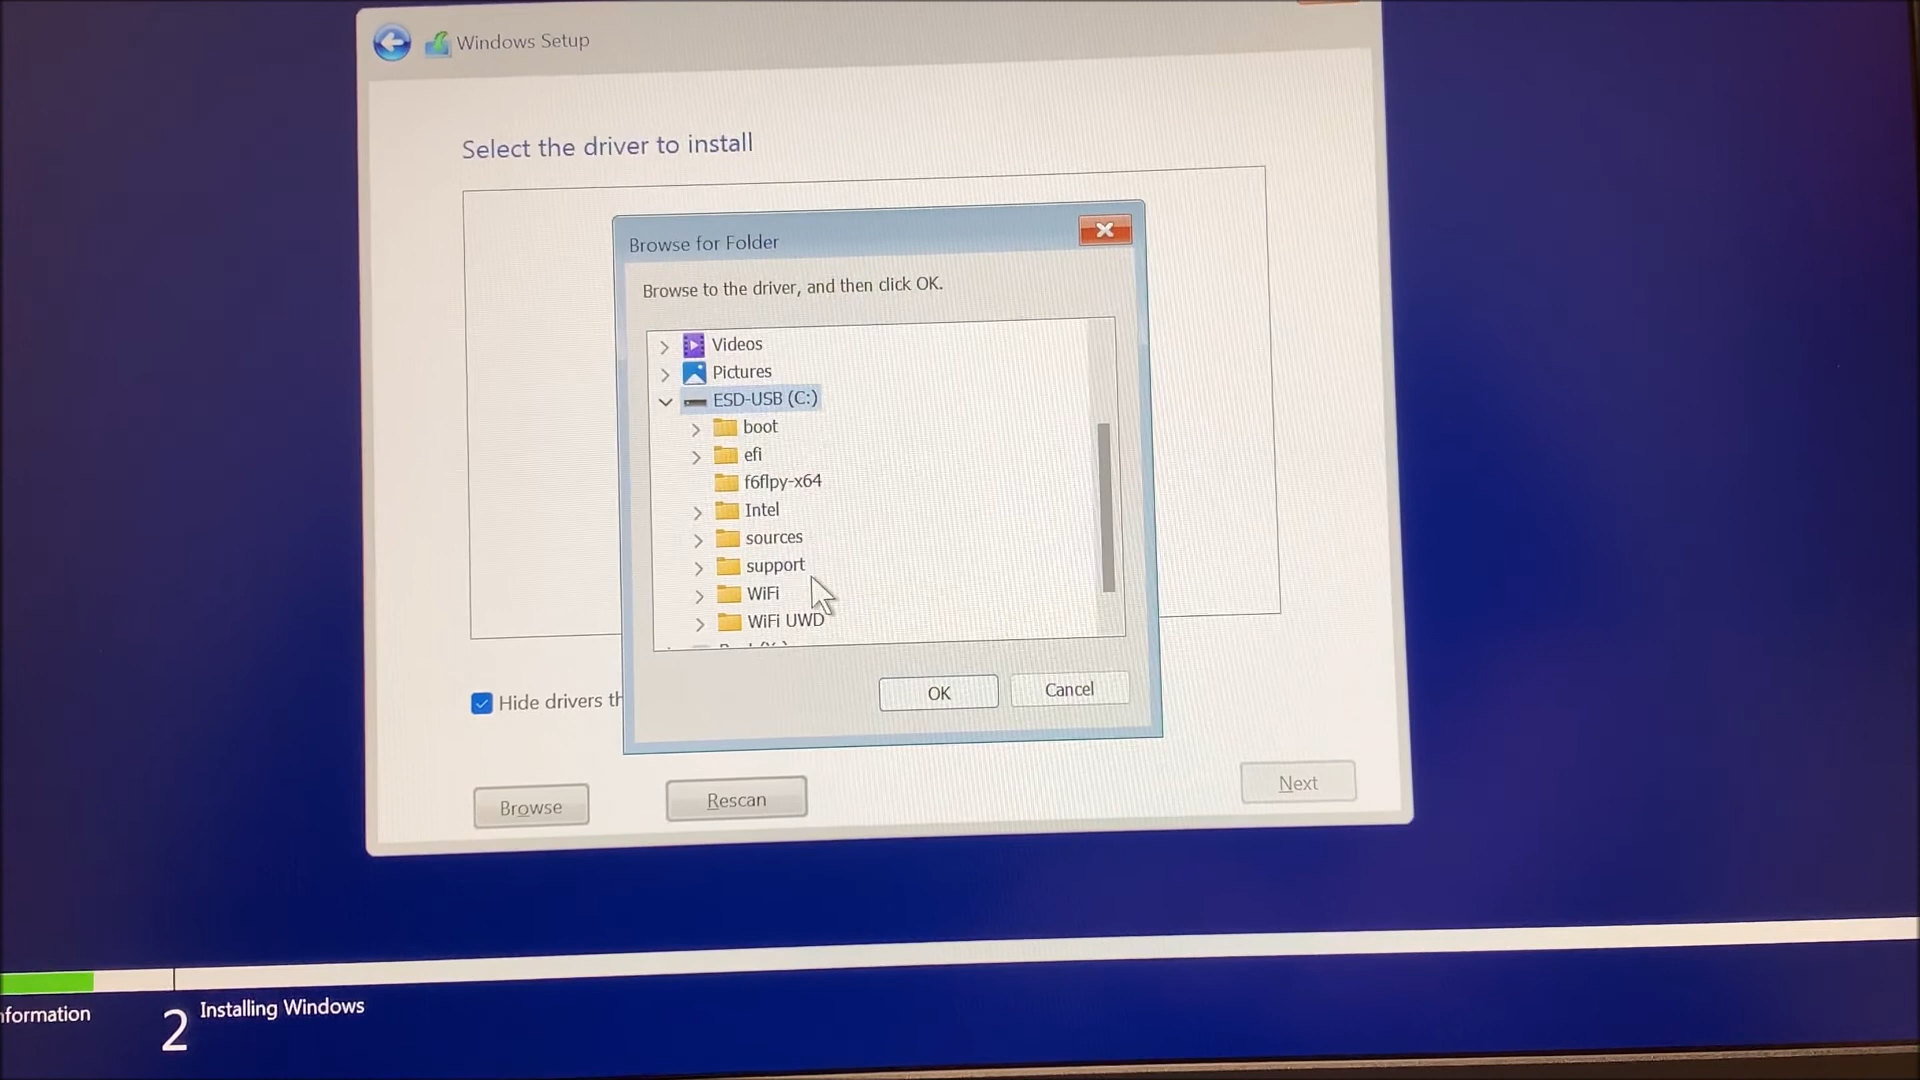 Windows Setup
Select the driver to install
Browse for Folder
Browse to the driver, and then click OK.
Videos
Pictures
ESD-USB (C:)
boot
efi
f6flpy-x64
Intel
sources
support
WiFi
WiFi UWD
OK
Cancel
Hide drivers th
Browse
Rescan
Next
nformation
2
Installing Windows